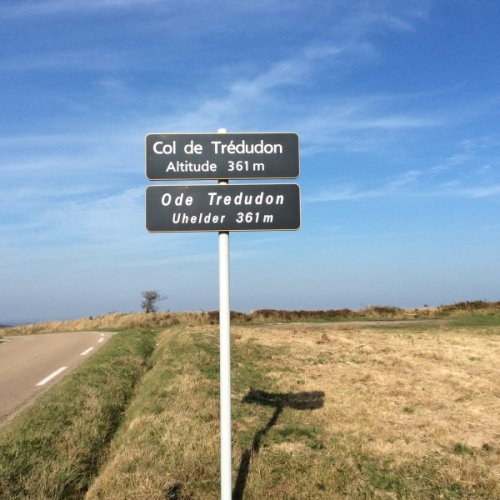 Col de Trédudon
Altitude 361 m
Ode Tredudon
Uhelder 361 m